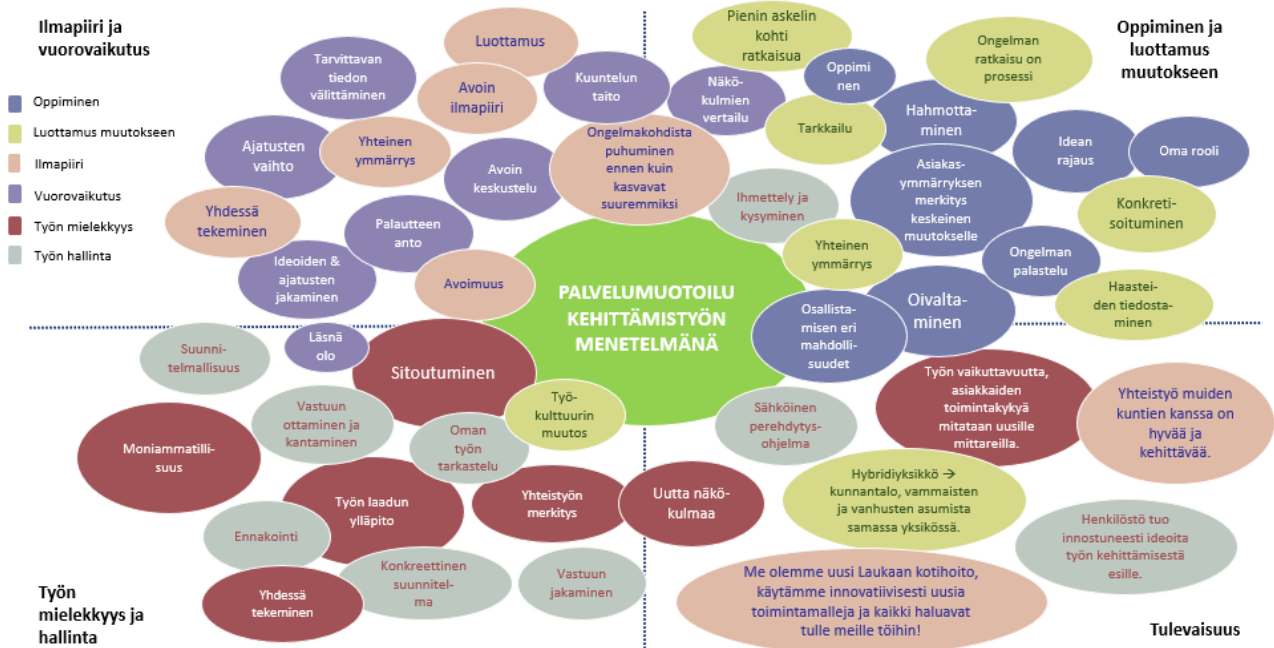 Ilmapiiri ja
vuorovaikutus
Oppiminen
Luottamus muutokseen
Ilmapiiri
Vuorovaikutus
Työn mielekkyys
Työn hallinta
Luottamus
Tarvittavan
tiedon
välittäminen
Avoin
ilmapiiri
Kuuntelun
taito
Ajatusten
vaihto
Yhteinen
ymmärrys
Avoin
keskustelu
Ongelmakohdista
puhuminen
ennen kuin
kasvavat
suuremmiksi
Yhdessä
tekeminen
Palautteen
anto
Ideoiden &
ajatusten
jakaminen
Avoimuus
Oppiminen ja
luottamus
muutokseen
Pienin askelin
kohti
ratkaisua
Näkö-
kulmien
vertailu
Oppimi
nen
Ongelman
ratkaisu on
prosessi
Tarkkailu
Hahmotta-
minen
Idean
rajaus
Oma rooli
Ihmettely ja
kysyminen
Asiakas-
ymmärryksen
merkitys
keskeinen
muutokselle
Konkreti-
soituminen
Yhteinen
ymmärrys
Ongelman
palastelu
Osallista-
misen eri
mahdolli-
suudet
Oivalta-
minen
Haastei-
den tiedosta-
minen
PALVELUMUOTOILU
KEHITTÄMISTYÖN
MENETELMÄNÄ
Suunni-
telmallisuus
Läsnä
olo
Sitoutuminen
Työ-
kulttuurin
muutos
Vastuun
ottaminen ja
kantaminen
Oman
työn
tarkastelu
Moniammatilli-
suus
Työn laadun
ylläpito
Yhteistyön
merkitys
Uutta näkö-
kulmaa
Ennakointi
Konkreettinen
suunnitel-
ma
Vastuun
jakaminen
Yhdessä
tekeminen
Työn
mielekkyys ja
hallinta
Sähköinen
perehdytys-
ohjelma
Työn vaikuttavuutta,
asiakkaiden
toimintakykyä
mitataan uusille
mittareilla.
Yhteistyö muiden
kuntien kanssa on
hyvää ja
kehittävää.
Hybridiyksikkö →
kunnantalo, vammaisten
ja vanhusten asumista
samassa yksikössä.
Henkilöstö tuo
innostuneesti ideoita
työn kehittämisestä
esille.
Me olemme uusi Laukaan kotihoito,
käytämme innovatiivisesti uusia
toimintamalleja ja kaikki haluavat
tulle meille töihin!
Tulevaisuus